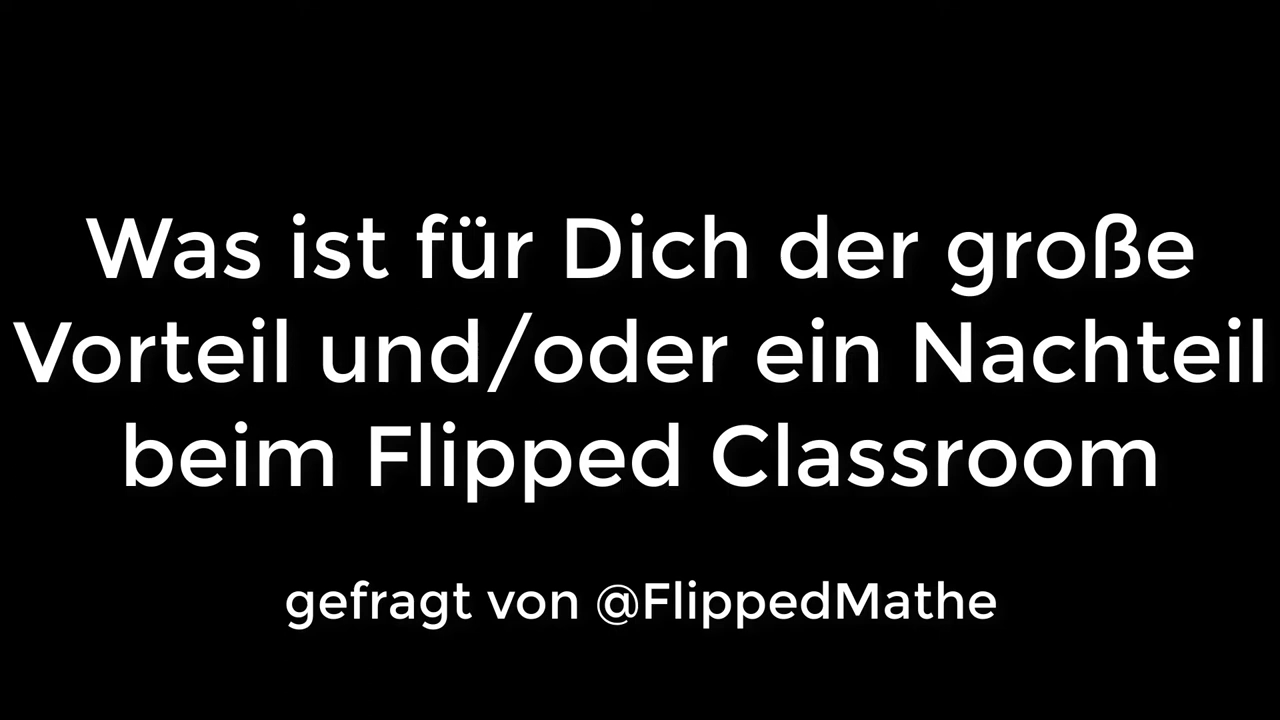 Was ist für Dich der große
Vorteil und/oder ein Nachteil
beim Flipped Classroom
gefragt von @FlippedMathe